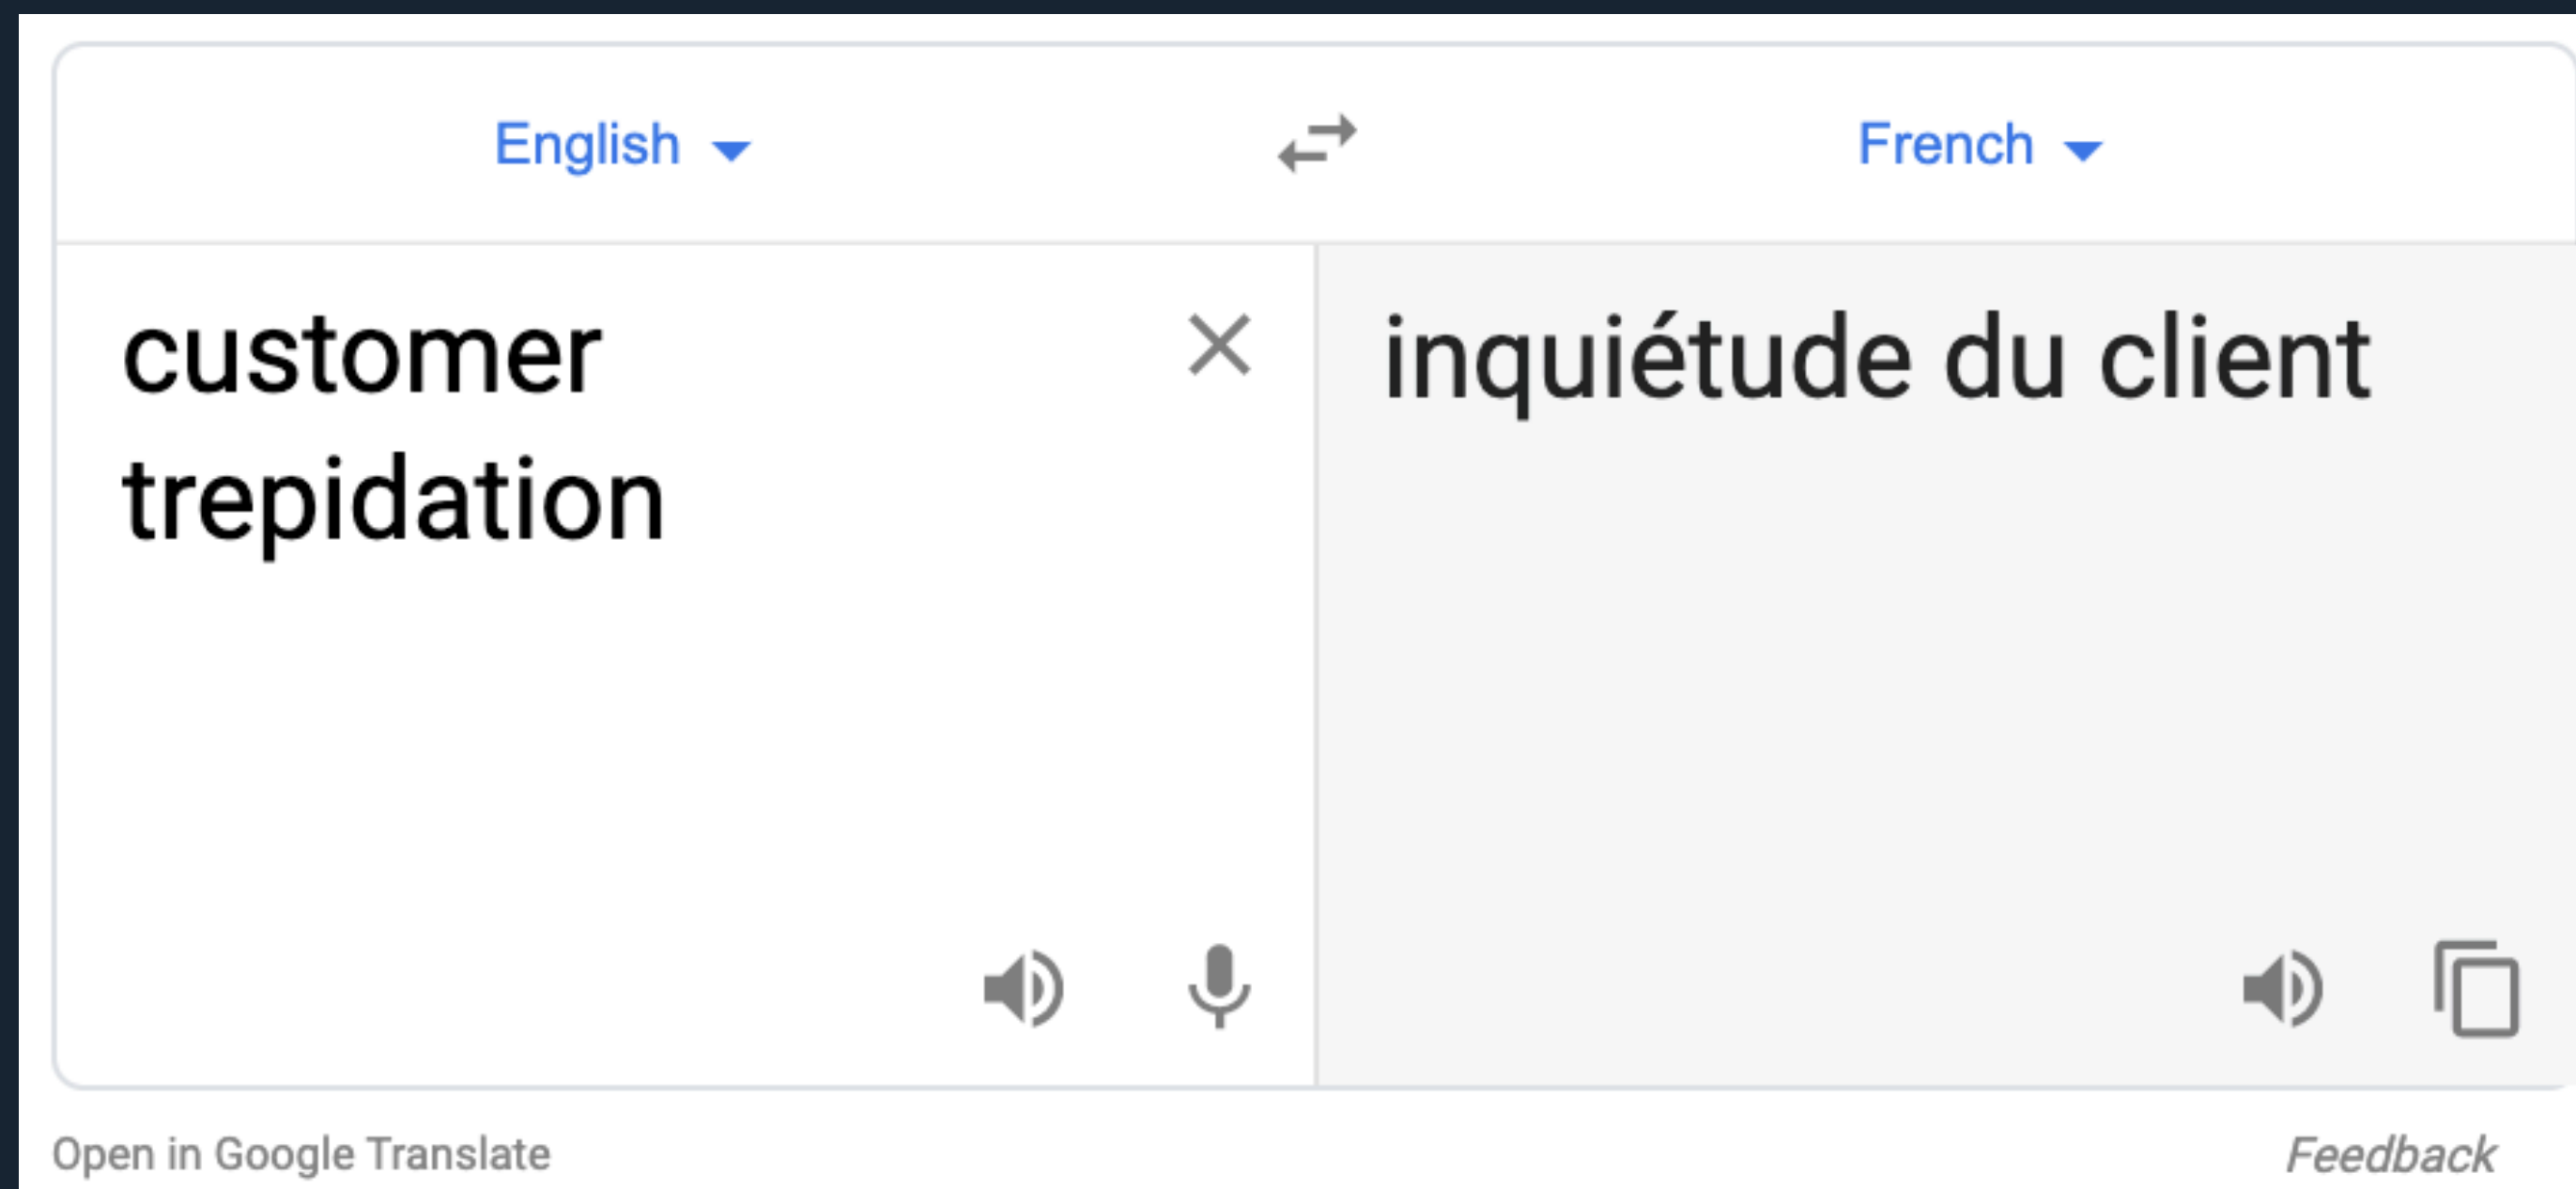 English
French
customer
trepidation
inquiétude du client
Open in Google Translate
Feedback